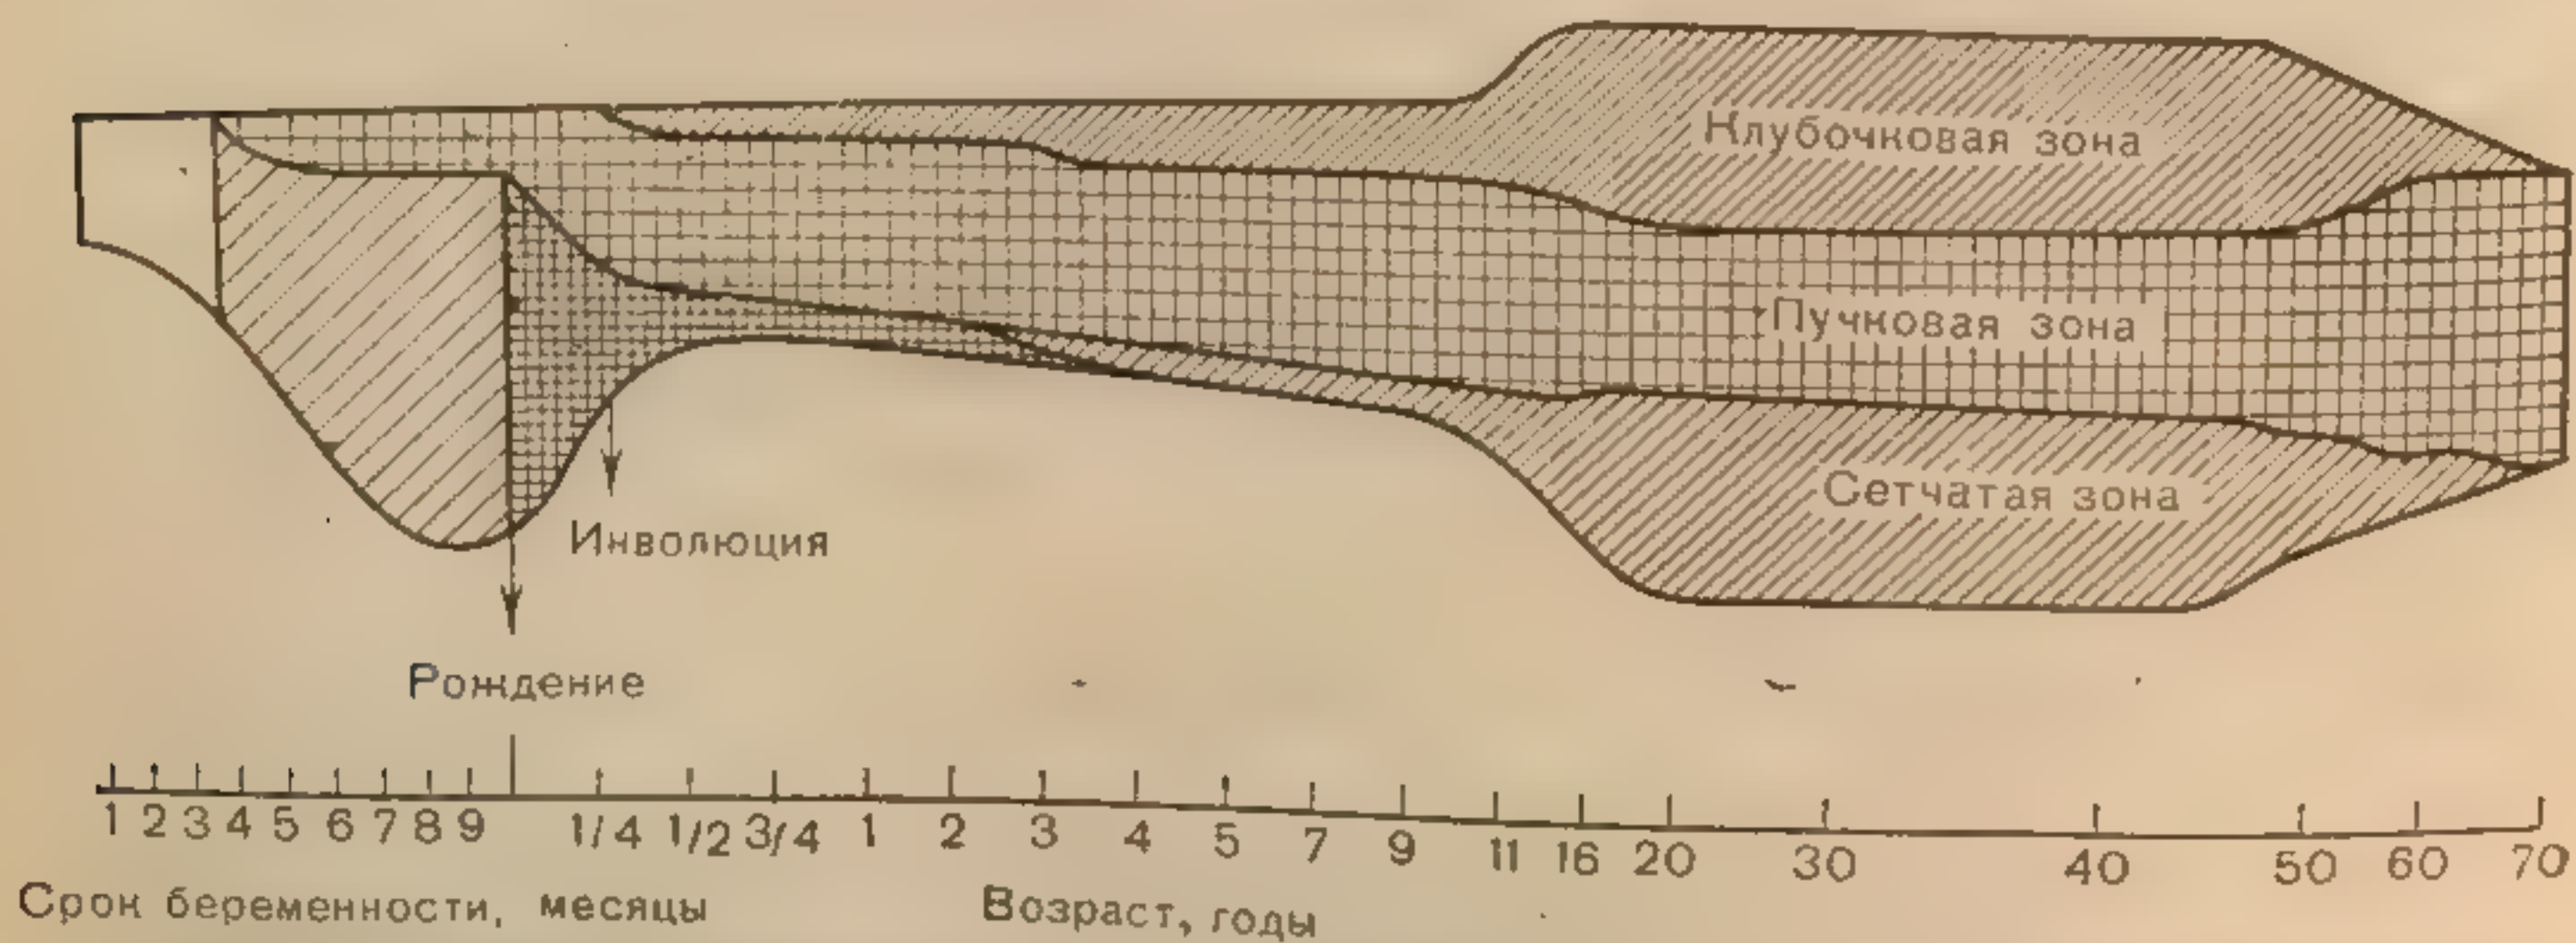 Клубочковая зона
Пучковая зона
Сетчатая зона
Инволюция
Рождение
1 2 3 4 5 6 7 8 9 1/4 1/2 3/4 1 2 3 4 5 7 9 11 16 20 30 40 50 60 70
Срок беременности, месяцы Возраст, годы